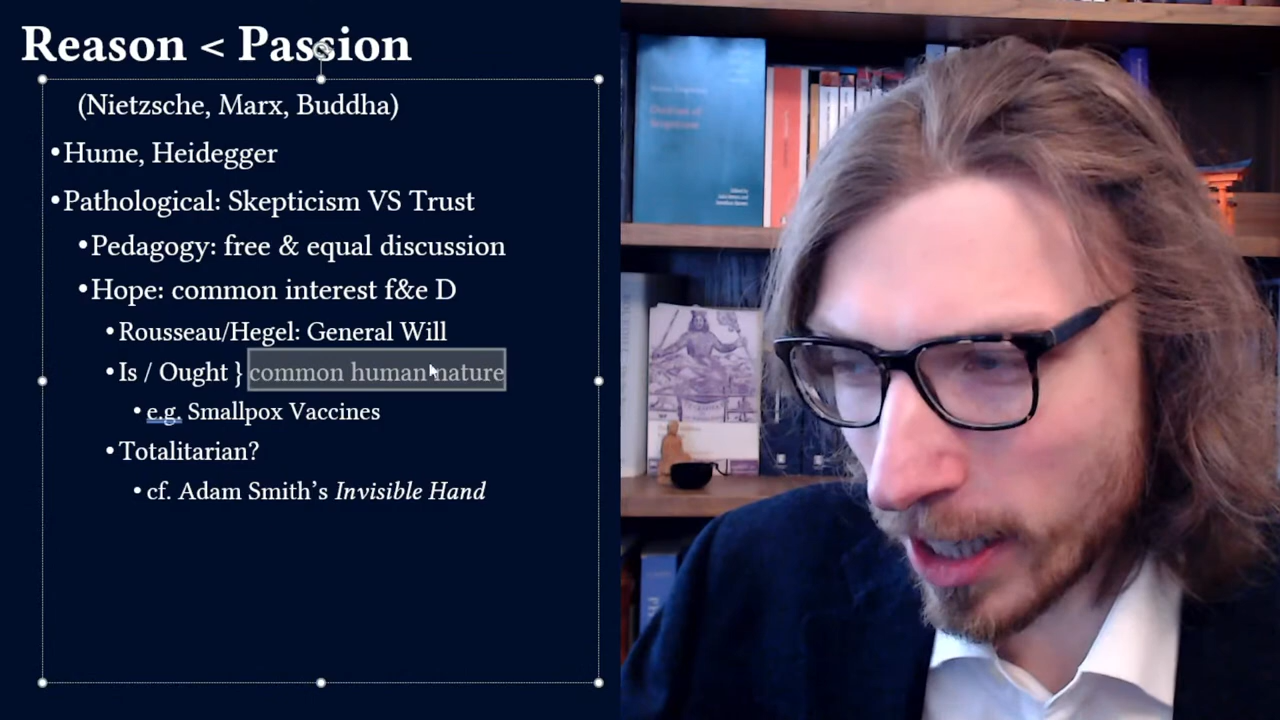 Reason < Passion
(Nietzsche, Marx, Buddha)
•Hume, Heidegger
•Pathological: Skepticism VS Trust
•Pedagogy: free & equal discussion
•Hope: common interest f&e D
•Rousseau/Hegel: General Will
•Is / Ought } common human nature
•e.g. Smallpox Vaccines
•Totalitarian?
•cf. Adam Smith’s Invisible Hand